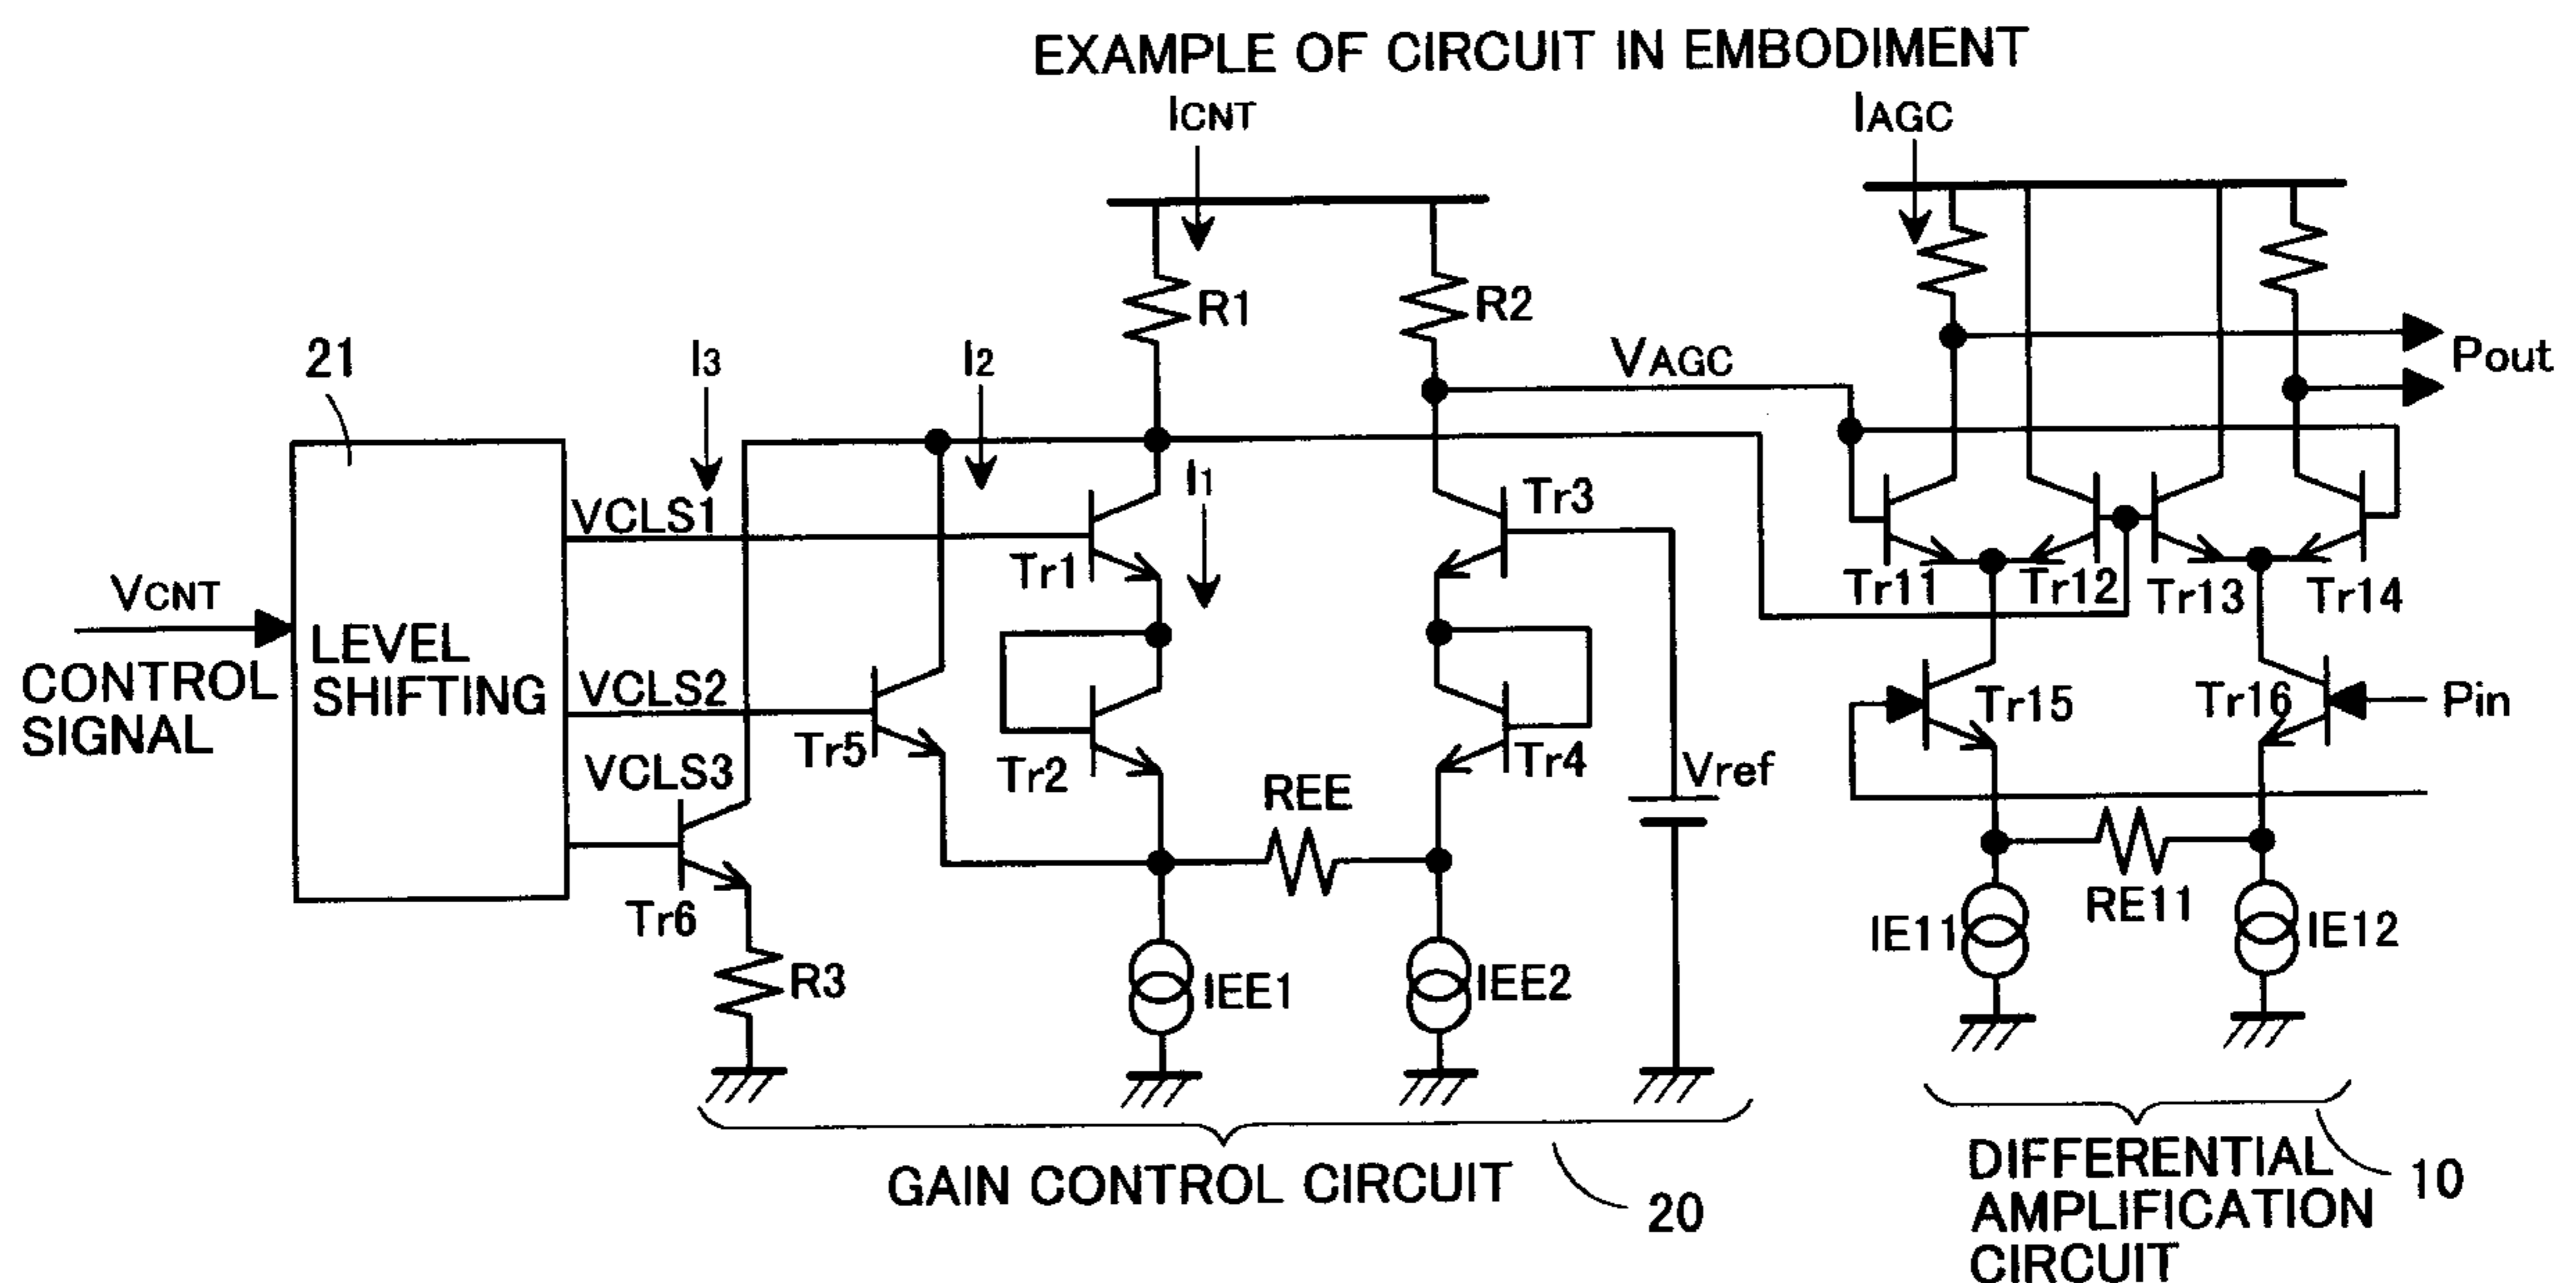 EXAMPLE OF CIRCUIT IN EMBODIMENT
ICNT
IAGC
R1
R2
21
I3
I2
VAGC
Pout
I1
VCLS1
Tr1
Tr3
Tr11
Tr12
Tr13
Tr14
VCNT
CONTROL
SIGNAL
LEVEL
SHIFTING
VCLS2
Tr5
Tr2
Tr4
Tr15
Tr16
Pin
VCLS3
Tr6
REE
Vref
R3
IEE1
IEE2
IE11
RE11
IE12
GAIN CONTROL CIRCUIT
20
DIFFERENTIAL
AMPLIFICATION
CIRCUIT
10